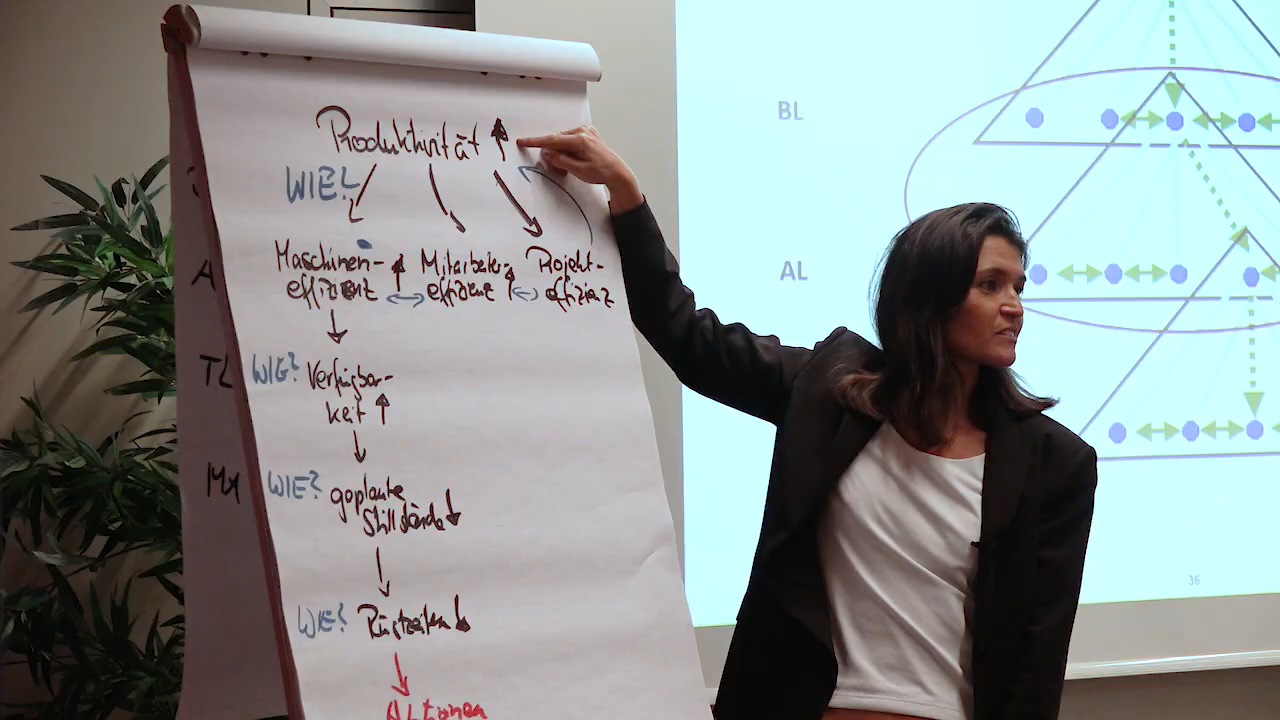 Produktivität
WIE?
Maschinen-
effizienz
Mitarbeiter-
effizienz
Projekt-
effizienz
WIE?
Verfügbar-
keit
WIE?
geplante
Stillstände
WIE?
Rüstzeiten
Aktionen
A
TL
MA
BL
AL
36